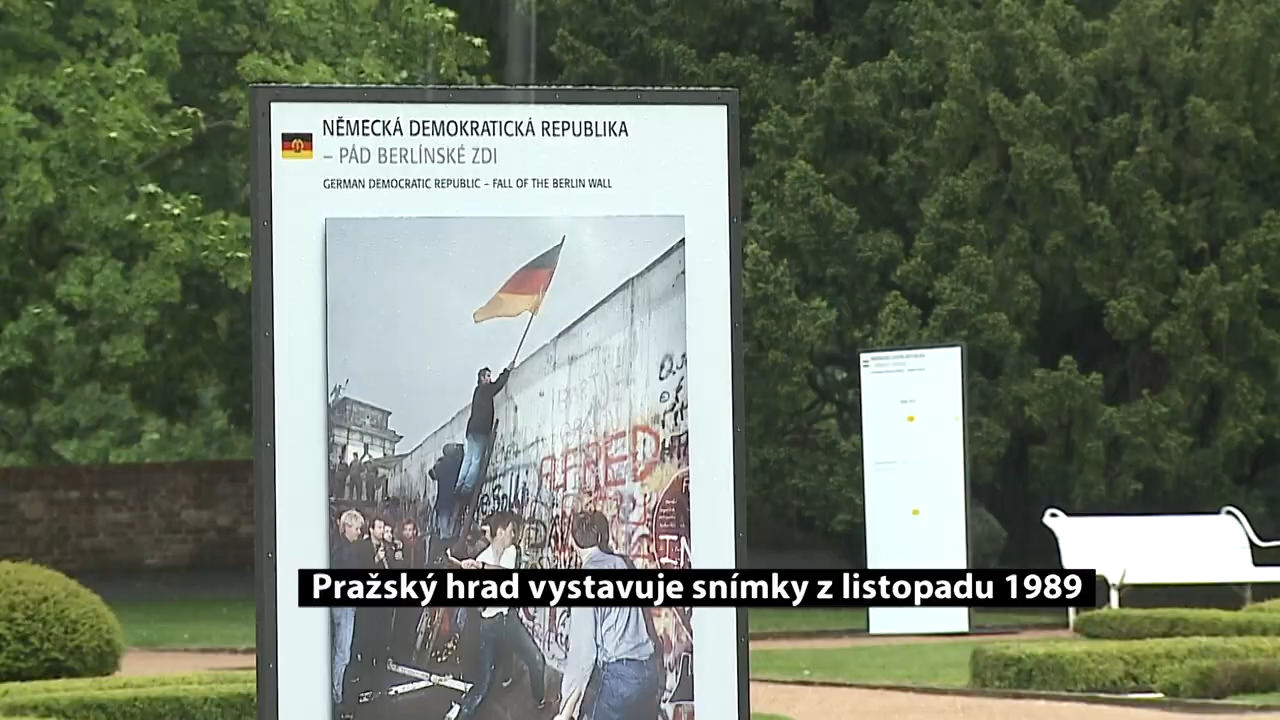 NĚMECKÁ DEMOKRATICKÁ REPUBLIKA
– PÁD BERLÍNSKÉ ZDI
GERMAN DEMOCRATIC REPUBLIC – FALL OF THE BERLIN WALL
ALFRED
Pražský hrad vystavuje snímky z listopadu 1989